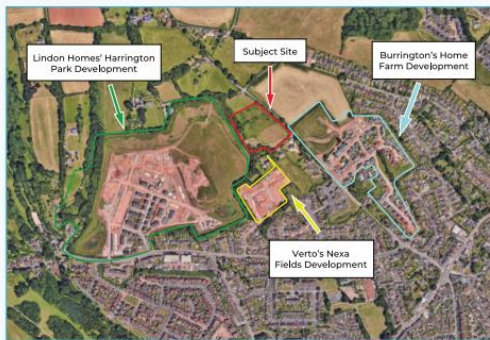 Lindon Homes' Harrington
Park Development
Subject Site
Burrington's Home
Farm Development
Verto's Nexa
Fields Development